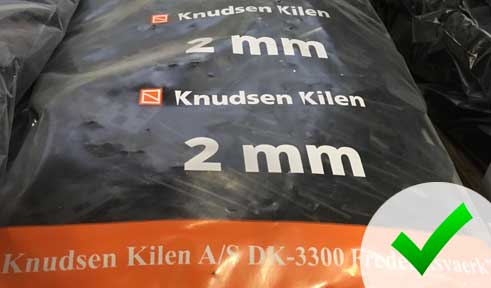 Knudsen Kilen
2 mm
Knudsen Kilen
2 mm
Knudsen Kilen A/S DK-3300